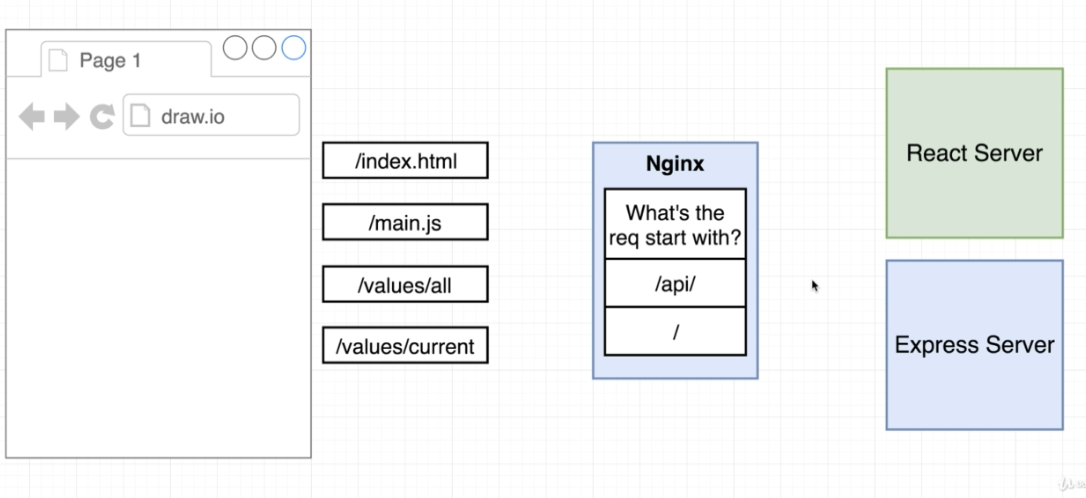 Page 1
draw.io
/index.html
/main.js
/values/all
/values/current
Nginx
What's the
req start with?
/api/
/
React Server
Express Server